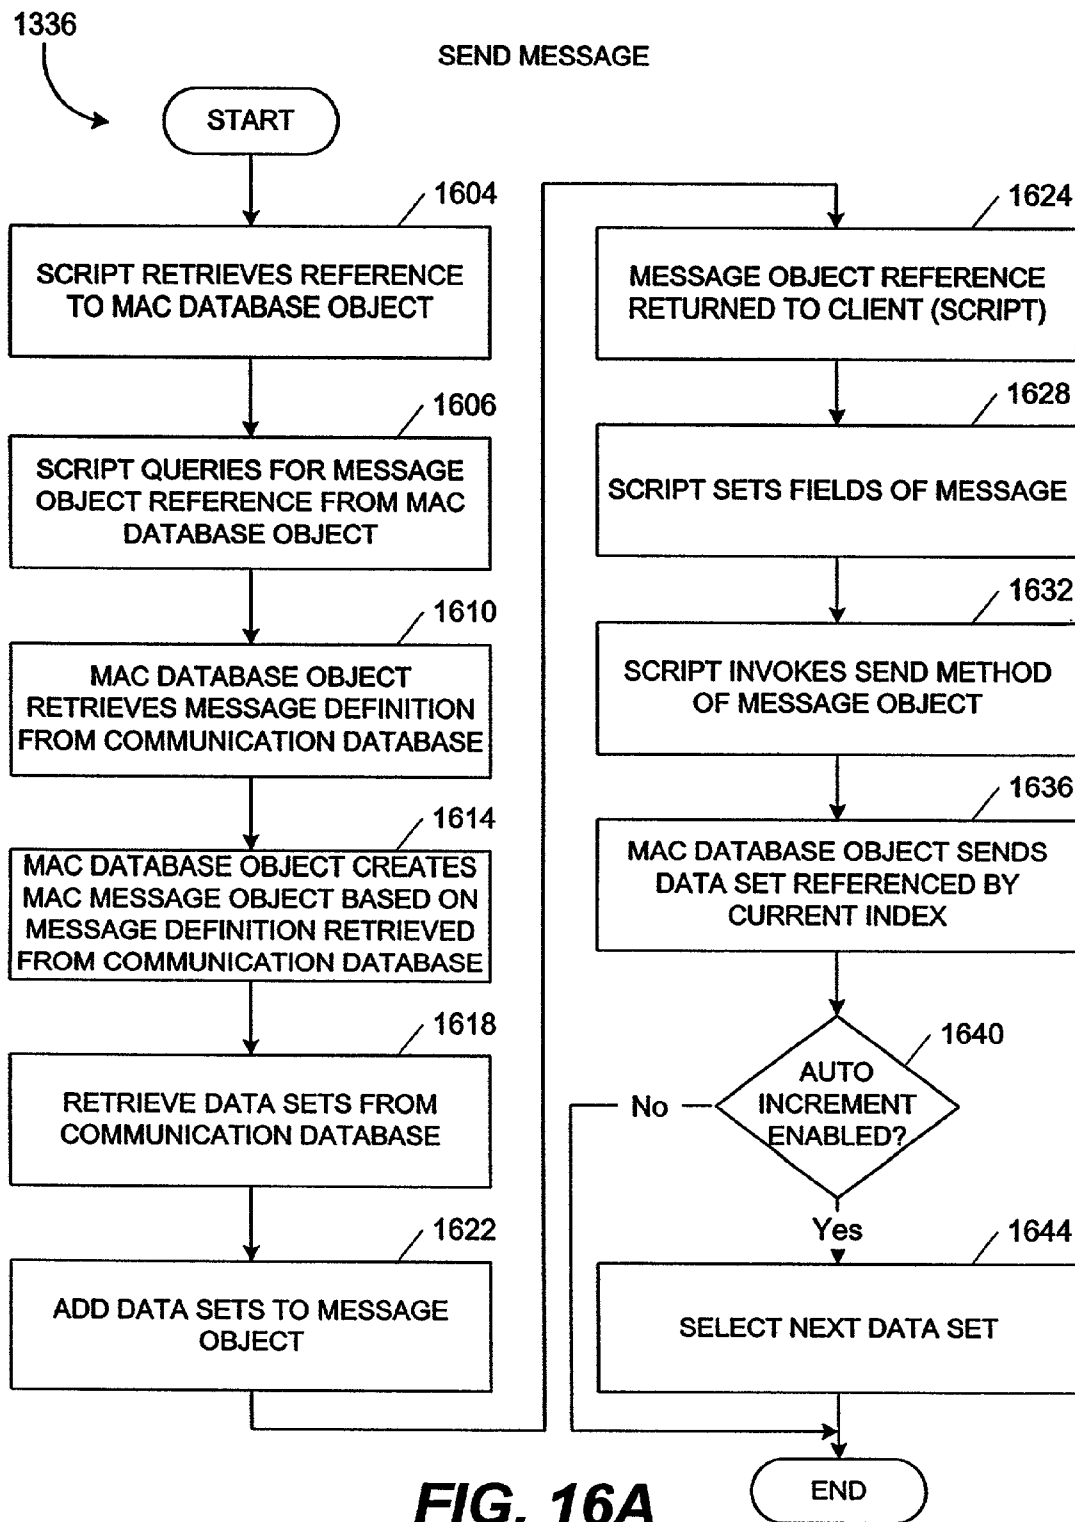 1336
SEND MESSAGE
START
1604
SCRIPT RETRIEVES REFERENCE
TO MAC DATABASE OBJECT
1606
SCRIPT QUERIES FOR MESSAGE
OBJECT REFERENCE FROM MAC
DATABASE OBJECT
1610
MAC DATABASE OBJECT
RETRIEVES MESSAGE DEFINITION
FROM COMMUNICATION DATABASE
1614
MAC DATABASE OBJECT CREATES
MAC MESSAGE OBJECT BASED ON
MESSAGE DEFINITION RETRIEVED
FROM COMMUNICATION DATABASE
1618
RETRIEVE DATA SETS FROM
COMMUNICATION DATABASE
1622
ADD DATA SETS TO MESSAGE
OBJECT
1624
MESSAGE OBJECT REFERENCE
RETURNED TO CLIENT (SCRIPT)
1628
SCRIPT SETS FIELDS OF MESSAGE
1632
SCRIPT INVOKES SEND METHOD
OF MESSAGE OBJECT
1636
MAC DATABASE OBJECT SENDS
DATA SET REFERENCED BY
CURRENT INDEX
1640
AUTO
INCREMENT
ENABLED?
No
Yes
1644
SELECT NEXT DATA SET
END
FIG. 16A